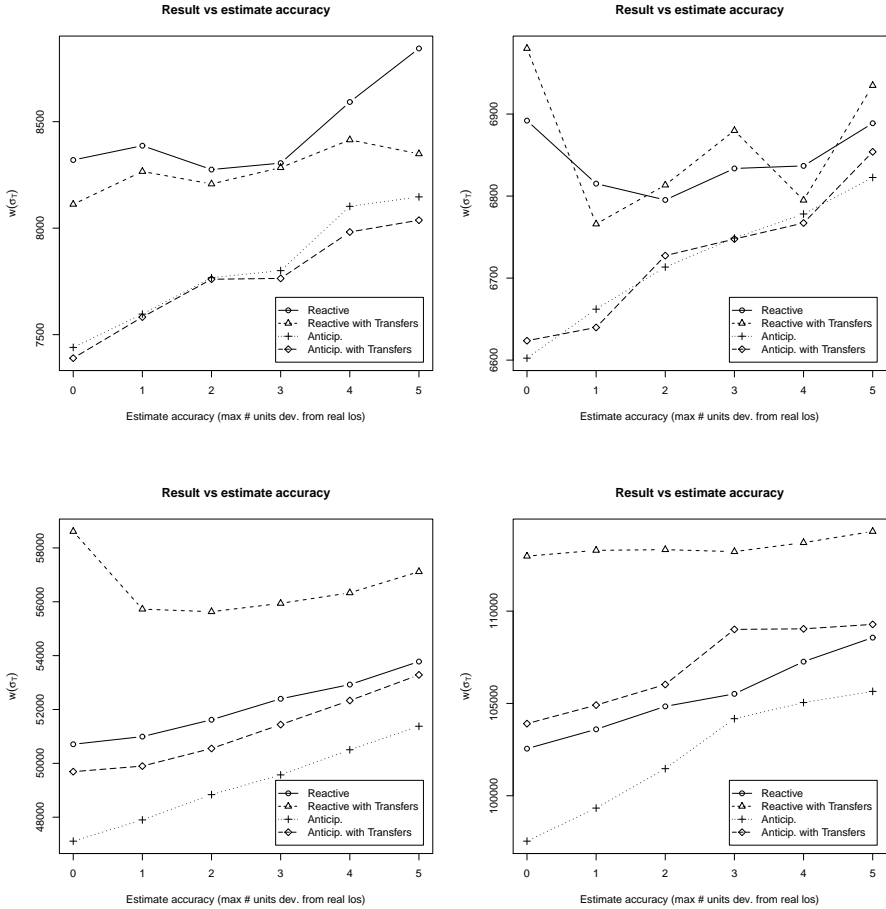 Result vs estimate accuracy
w(σT)
8500
8000
7500
0 1 2 3 4 5
Estimate accuracy (max # units dev. from real los)
Reactive
Reactive with Transfers
Anticip.
Anticip. with Transfers
Result vs estimate accuracy
w(σT)
6900
6800
6700
6600
0 1 2 3 4 5
Estimate accuracy (max # units dev. from real los)
Reactive
Reactive with Transfers
Anticip.
Anticip. with Transfers
Result vs estimate accuracy
w(σT)
58000
56000
54000
52000
50000
48000
0 1 2 3 4 5
Estimate accuracy (max # units dev. from real los)
Reactive
Reactive with Transfers
Anticip.
Anticip. with Transfers
Result vs estimate accuracy
w(σT)
110000
105000
100000
0 1 2 3 4 5
Estimate accuracy (max # units dev. from real los)
Reactive
Reactive with Transfers
Anticip.
Anticip. with Transfers